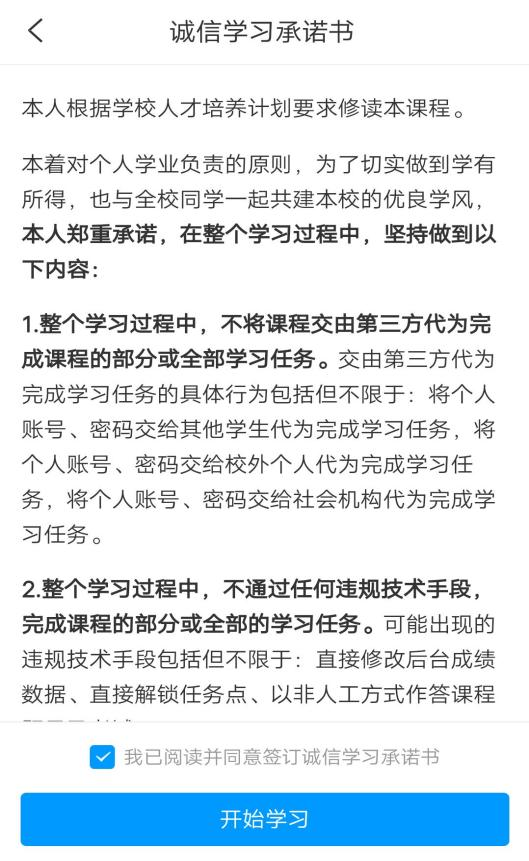 诚信学习承诺书
本人根据学校人才培养计划要求修读本课程。
本着对个人学业负责的原则，为了切实做到学有
所得，也与全校同学一起共建本校的优良学风，
本人郑重承诺，在整个学习过程中，坚持做到以
下内容：
1.整个学习过程中，不将课程交由第三方代为完
成课程的部分或全部学习任务。交由第三方代为
完成学习任务的具体行为包括但不限于：将个人
账号、密码交给其他学生代为完成学习任务，将
个人账号、密码交给校外个人代为完成学习任
务，将个人账号、密码交给社会机构代为完成学
习任务。
2.整个学习过程中，不通过任何违规技术手段，
完成课程的部分或全部的学习任务。可能出现的
违规技术手段包括但不限于：直接修改后台成绩
数据、直接解锁任务点、以非人工方式作答课程
我已阅读并同意签订诚信学习承诺书
开始学习